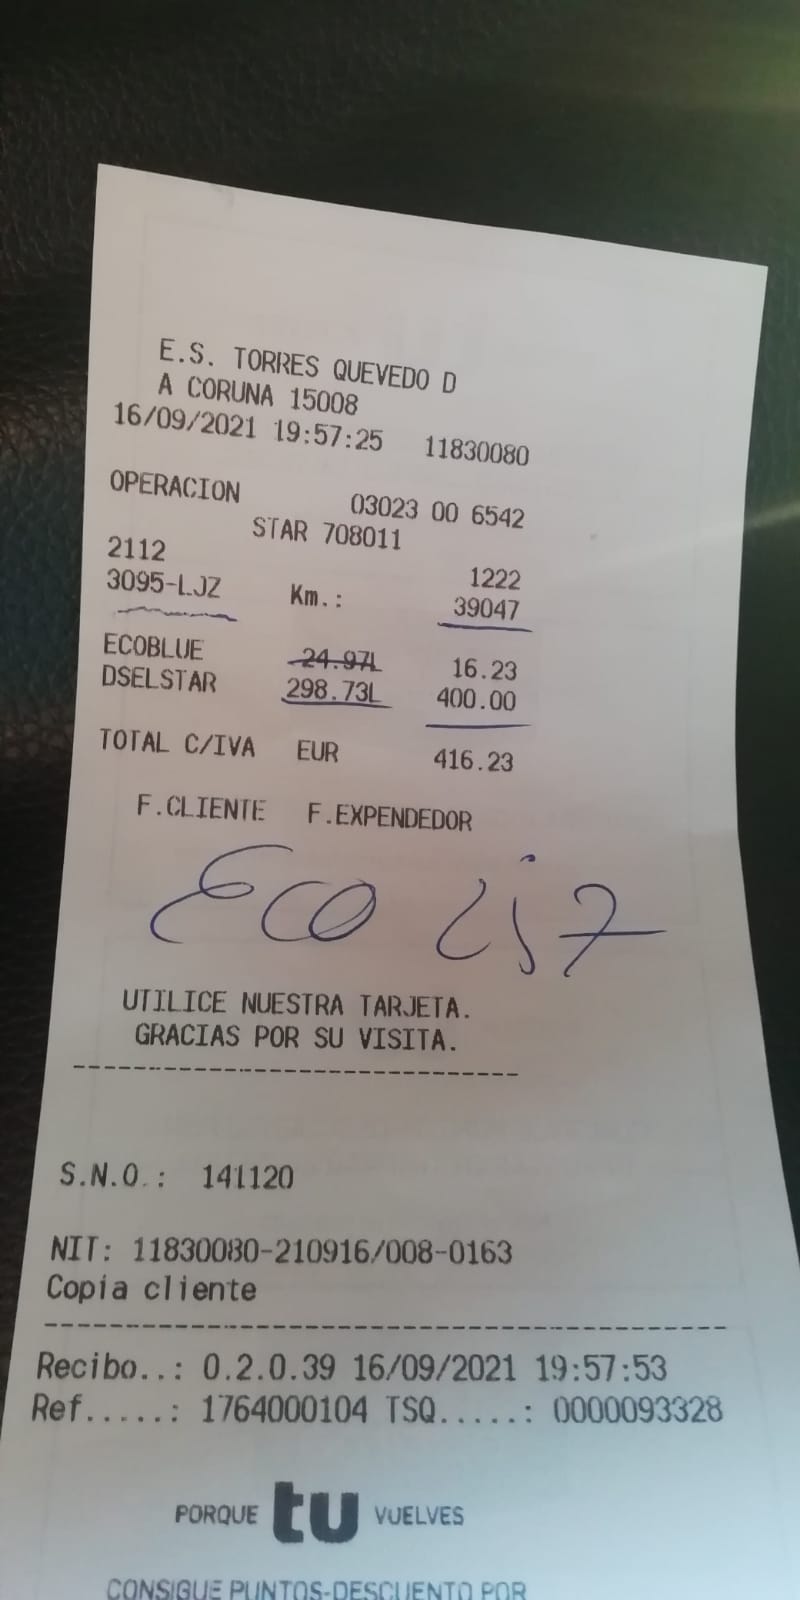 E.S. TORRES QUEVEDO D
A CORUNA 15008
16/09/2021 19:57:25 11830080
OPERACION 03023 00 6542
STAR 708011
2112 1222
3095-LJZ Km.: 39047
ECOBLUE 24.97L 16.23
DSELSTAR 298.73L 400.00
TOTAL C/IVA EUR 416.23
F.CLIENTE F.EXPENDEDOR
Eco
UTILICE NUESTRA TARJETA.
GRACIAS POR SU VISITA.
S.N.O.: 141120
NIT: 11830080-210916/008-0163
Copia cliente
Recibo..: 0.2.0.39 16/09/2021 19:57:53
Ref.....: 1764000104 TSQ.....: 0000093328
PORQUE tu VUELVES
CONSIGUE PUNTOS-DESCUENTO POR